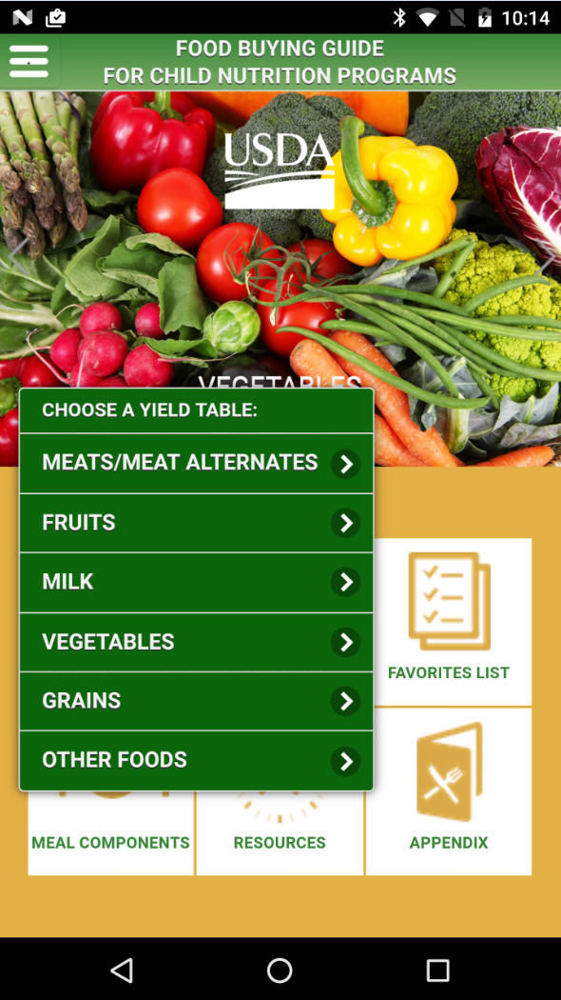 10:14
FOOD BUYING GUIDE
FOR CHILD NUTRITION PROGRAMS
USDA
VEGETABLES
CHOOSE A YIELD TABLE:
MEATS/MEAT ALTERNATES
FRUITS
MILK
VEGETABLES
GRAINS
OTHER FOODS
FAVORITES LIST
MEAL COMPONENTS
RESOURCES
APPENDIX